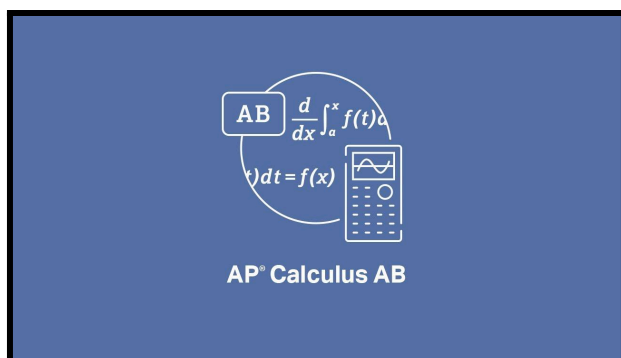 AB
d/dx ∫ₐˣ f(t)d
t)dt = f(x)
AP® Calculus AB